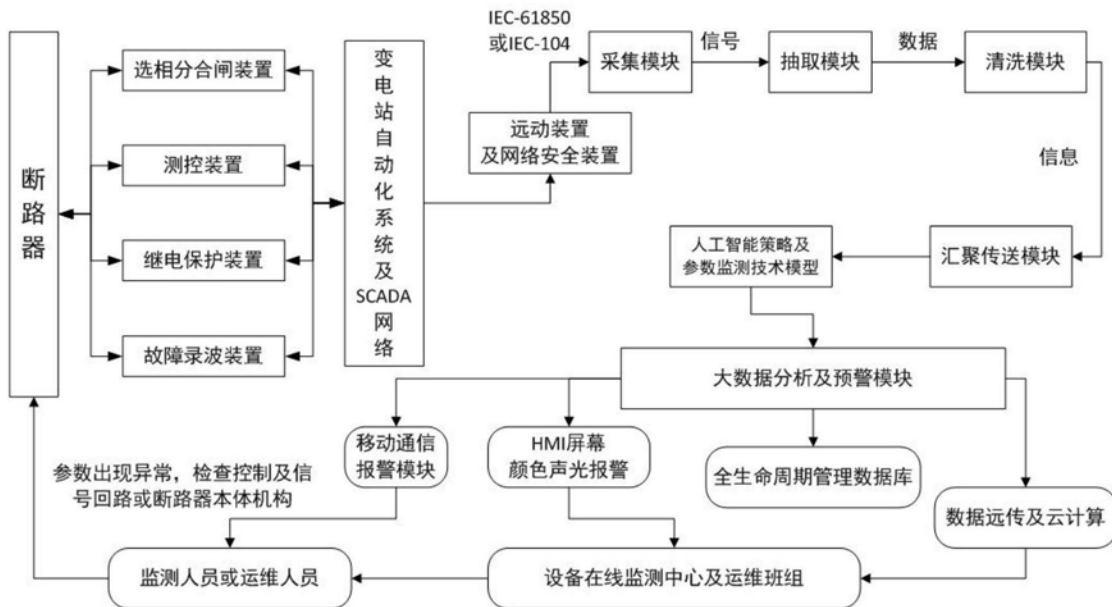 断
路
器
选相分合闸装置
测控装置
继电保护装置
故障录波装置
变
电
站
自
动
化
系
统
及
SCADA
网
络
IEC-61850
或IEC-104
远动装置
及网络安全装置
采集模块
信号
抽取模块
数据
清洗模块
信息
汇聚传送模块
人工智能策略及
参数监测技术模型
大数据分析及预警模块
移动通信
报警模块
HMI屏幕
颜色声光报警
全生命周期管理数据库
数据远传及云计算
参数出现异常，检查控制及信
号回路或断路器本体机构
监测人员或运维人员
设备在线监测中心及运维班组